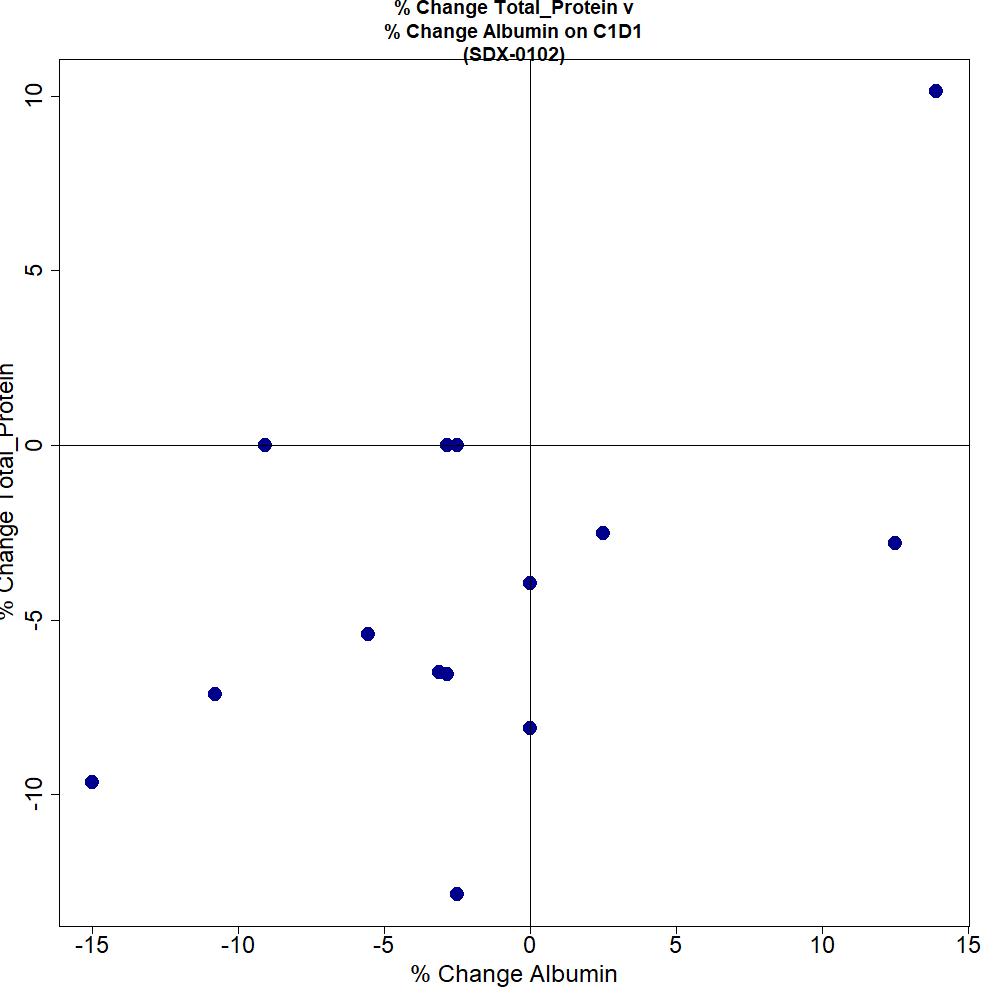 % Change Total_Protein v
% Change Albumin on C1D1
(SDX-0102)
% Change Total_Protein
10
5
0
-5
-10
-15
-10
-5
0
5
10
15
% Change Albumin